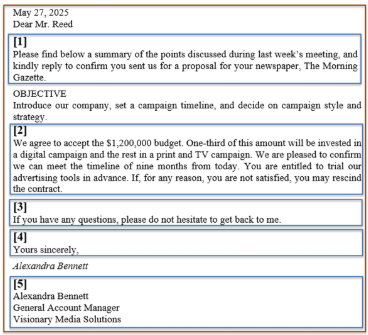 May 27, 2025
Dear Mr. Reed
[1]
Please find below a summary of the points discussed during last week's meeting, and
kindly reply to confirm you sent us for a proposal for your newspaper, The Morning
Gazette.
OBJECTIVE
Introduce our company, set a campaign timeline, and decide on campaign style and
strategy.
[2]
We agree to accept the $1,200,000 budget. One-third of this amount will be invested in
a digital campaign and the rest in a print and TV campaign. We are pleased to confirm
we can meet the timeline of nine months from today. You are entitled to trial our
advertising tools in advance. If, for any reason, you are not satisfied, you may rescind
the contract.
[3]
If you have any questions, please do not hesitate to get back to me.
[4]
Yours sincerely,
Alexandra Bennett
[5]
Alexandra Bennett
General Account Manager
Visionary Media Solutions